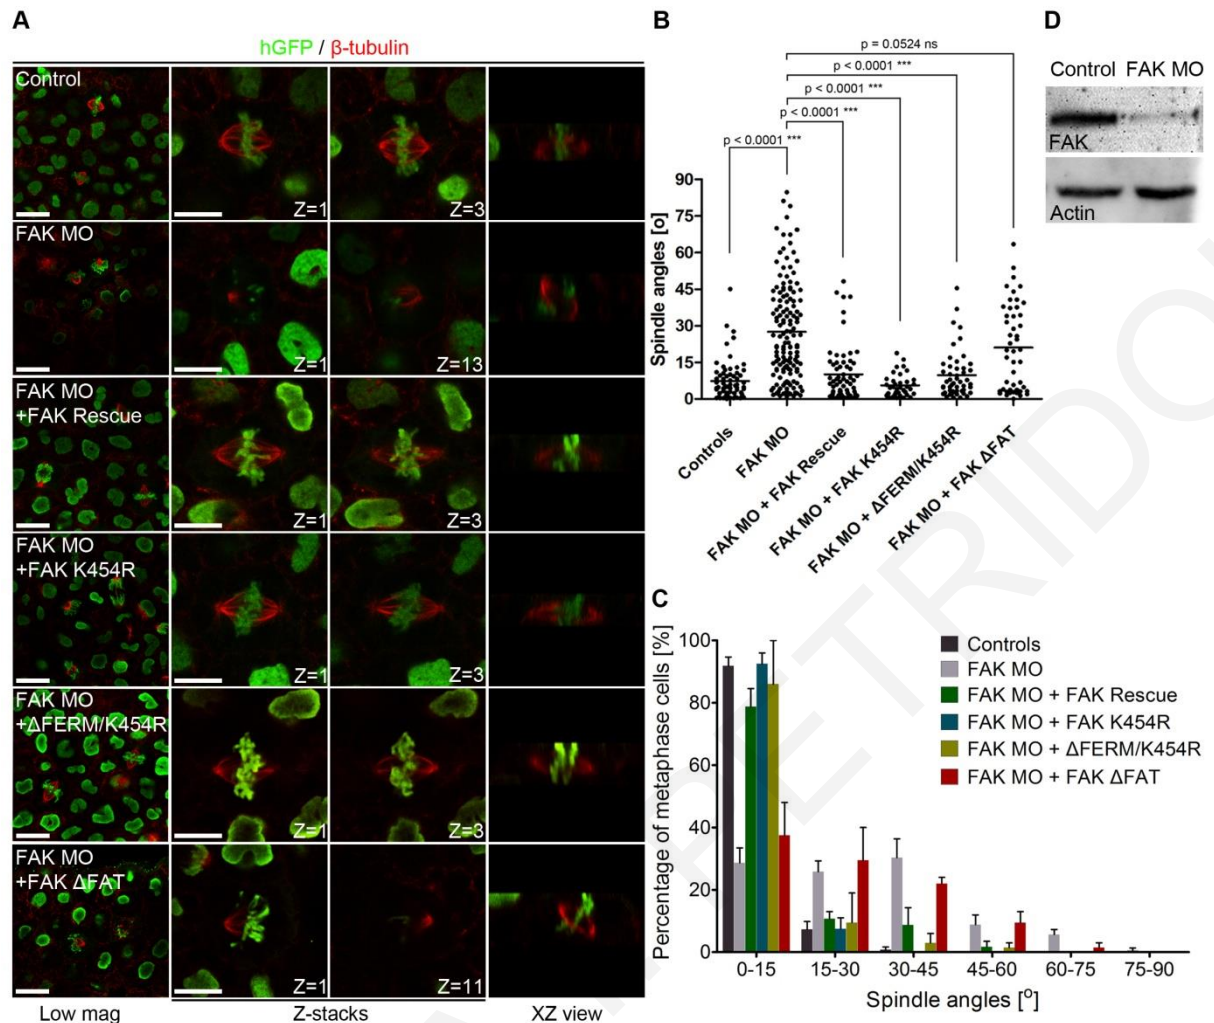 A
hGFP / β-tubulin
Control
Z=1
Z=3
FAK MO
Z=1
Z=13
FAK MO
+FAK Rescue
Z=1
Z=3
FAK MO
+FAK K454R
Z=1
Z=3
FAK MO
+ΔFERM/K454R
Z=1
Z=3
FAK MO
+FAK ΔFAT
Z=1
Z=11
Low mag
Z-stacks
XZ view
B
p = 0.0524 ns
p < 0.0001 ***
p < 0.0001 ***
p < 0.0001 ***
p < 0.0001 ***
Spindle angles [o]
90
75
60
45
30
15
0
Controls
FAK MO
FAK MO + FAK Rescue
FAK MO + FAK K454R
FAK MO + ΔFERM/K454R
FAK MO + FAK ΔFAT
D
Control FAK MO
FAK
Actin
C
Percentage of metaphase cells [%]
100
80
60
40
20
0
Controls
FAK MO
FAK MO + FAK Rescue
FAK MO + FAK K454R
FAK MO + ΔFERM/K454R
FAK MO + FAK ΔFAT
0-15
15-30
30-45
45-60
60-75
75-90
Spindle angles [o]